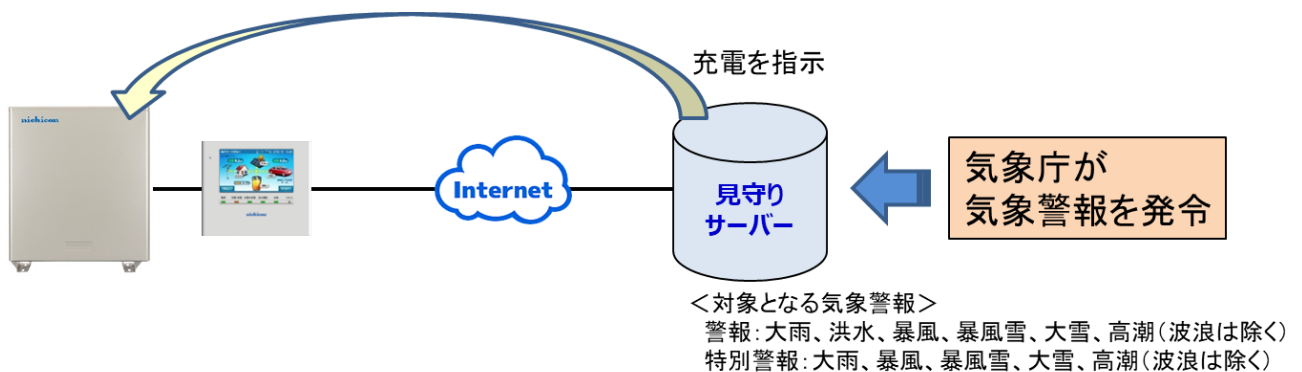 充電を指示
nichicon
nichicon
Internet
見守り
サーバー
気象庁が
気象警報を発令
＜対象となる気象警報＞
警報：大雨、洪水、暴風、暴風雪、大雪、高潮（波浪は除く）
特別警報：大雨、暴風、暴風雪、大雪、高潮（波浪は除く）